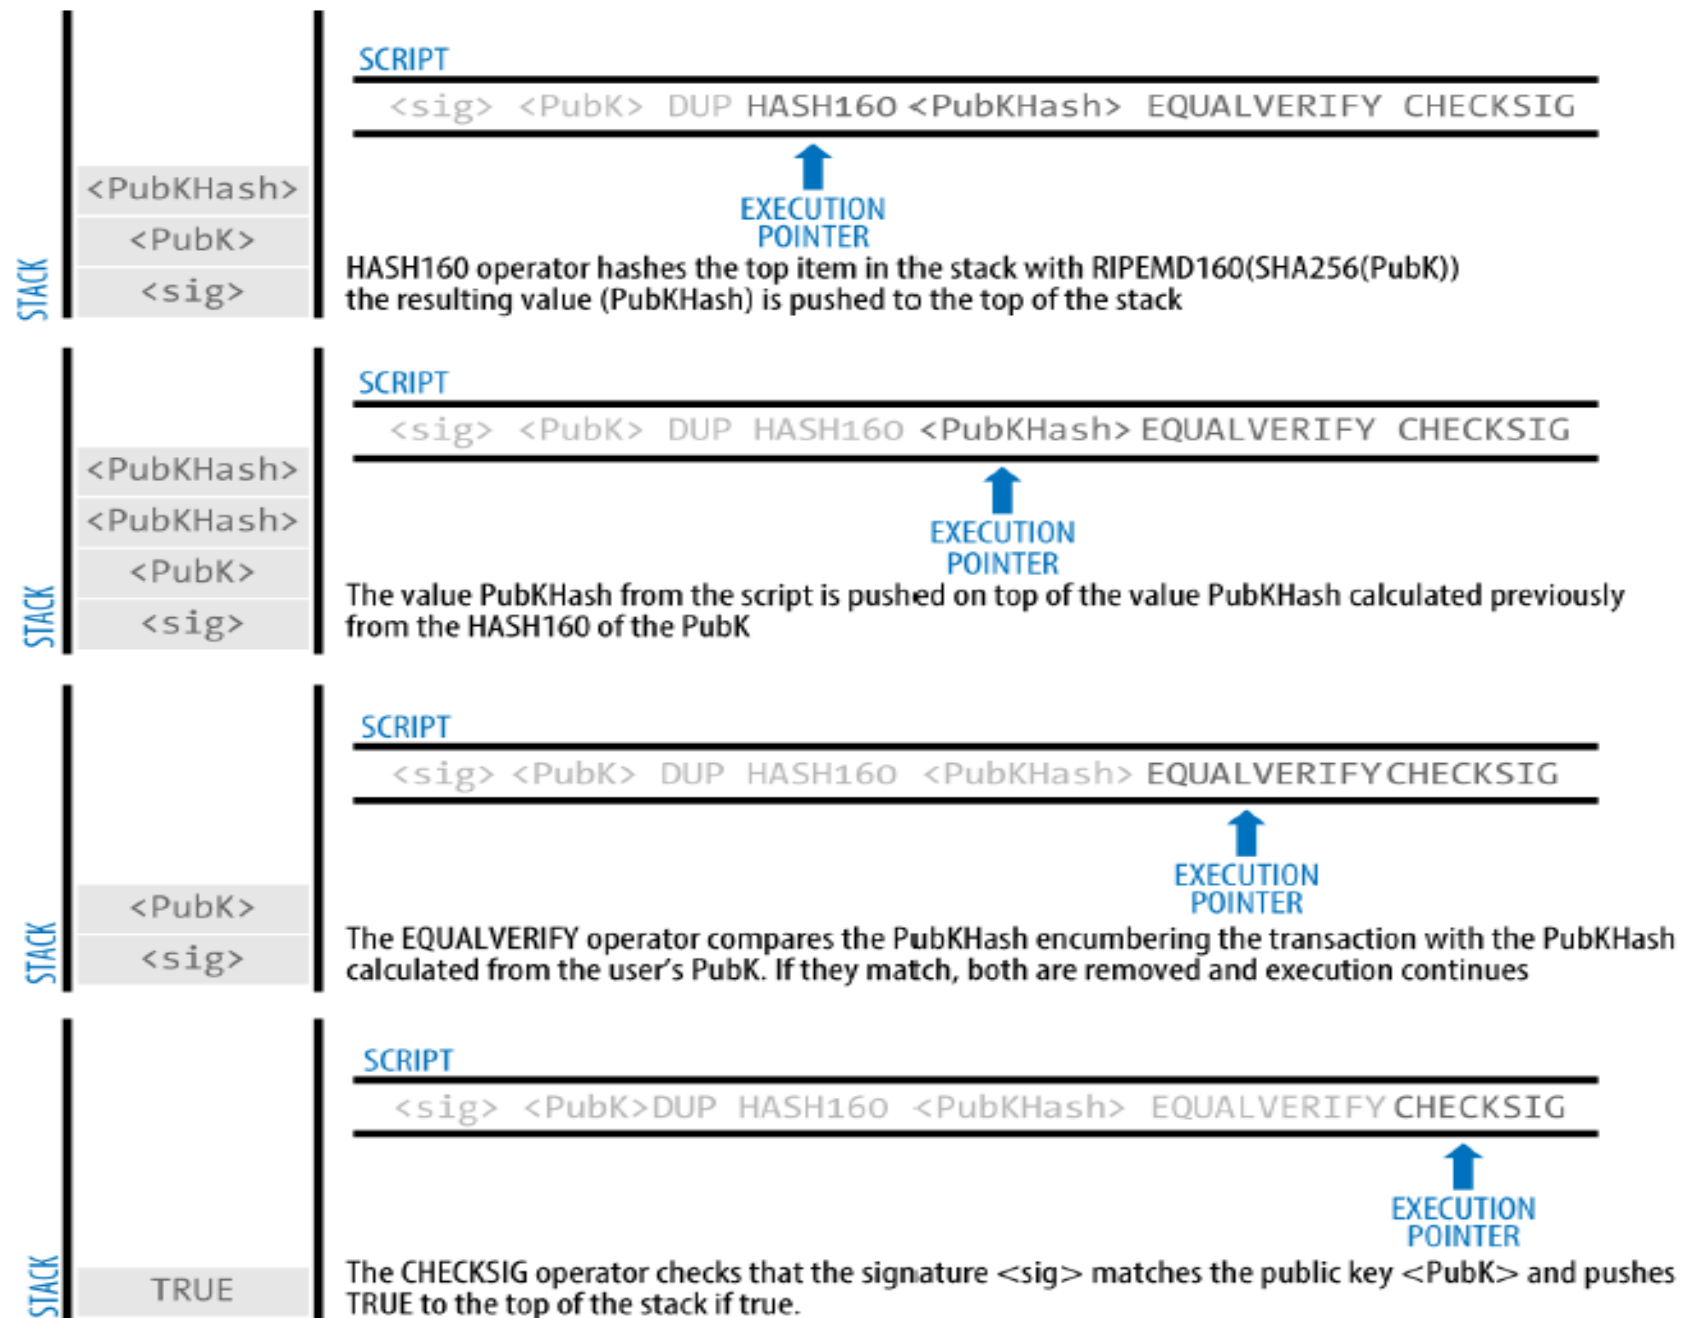 SCRIPT
<sig> <PubK> DUP HASH160 <PubKHash> EQUALVERIFY CHECKSIG
<PubKHash>
<PubK>
<sig>
STACK
EXECUTION
POINTER
HASH160 operator hashes the top item in the stack with RIPEMD160(SHA256(PubK))
the resulting value (PubKHash) is pushed to the top of the stack
SCRIPT
<sig> <PubK> DUP HASH160 <PubKHash> EQUALVERIFY CHECKSIG
<PubKHash>
<PubKHash>
<PubK>
<sig>
STACK
EXECUTION
POINTER
The value PubKHash from the script is pushed on top of the value PubKHash calculated previously
from the HASH160 of the PubK
SCRIPT
<sig> <PubK> DUP HASH160 <PubKHash> EQUALVERIFY CHECKSIG
<PubK>
<sig>
STACK
EXECUTION
POINTER
The EQUALVERIFY operator compares the PubKHash encumbering the transaction with the PubKHash
calculated from the user's PubK. If they match, both are removed and execution continues
SCRIPT
<sig> <PubK> DUP HASH160 <PubKHash> EQUALVERIFY CHECKSIG
TRUE
STACK
EXECUTION
POINTER
The CHECKSIG operator checks that the signature <sig> matches the public key <PubK> and pushes
TRUE to the top of the stack if true.